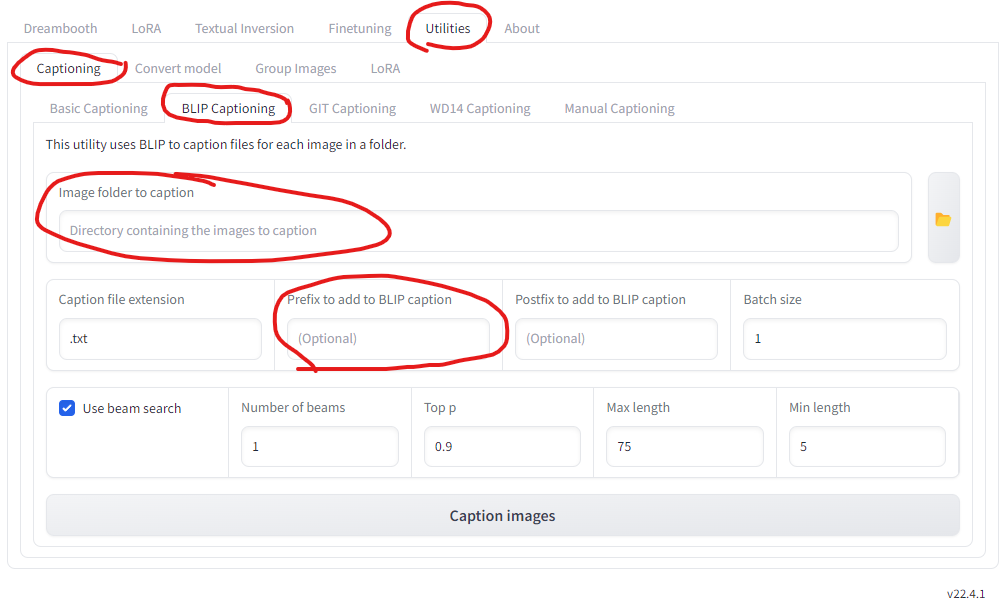 Dreambooth LoRA Textual Inversion Finetuning Utilities About
Captioning Convert model Group Images LoRA
Basic Captioning BLIP Captioning GIT Captioning WD14 Captioning Manual Captioning
This utility uses BLIP to caption files for each image in a folder.
Image folder to caption
Directory containing the images to caption
Caption file extension Prefix to add to BLIP caption Postfix to add to BLIP caption Batch size
.txt (Optional) (Optional) 1
Use beam search Number of beams Top p Max length Min length
1 0.9 75 5
Caption images
v22.4.1